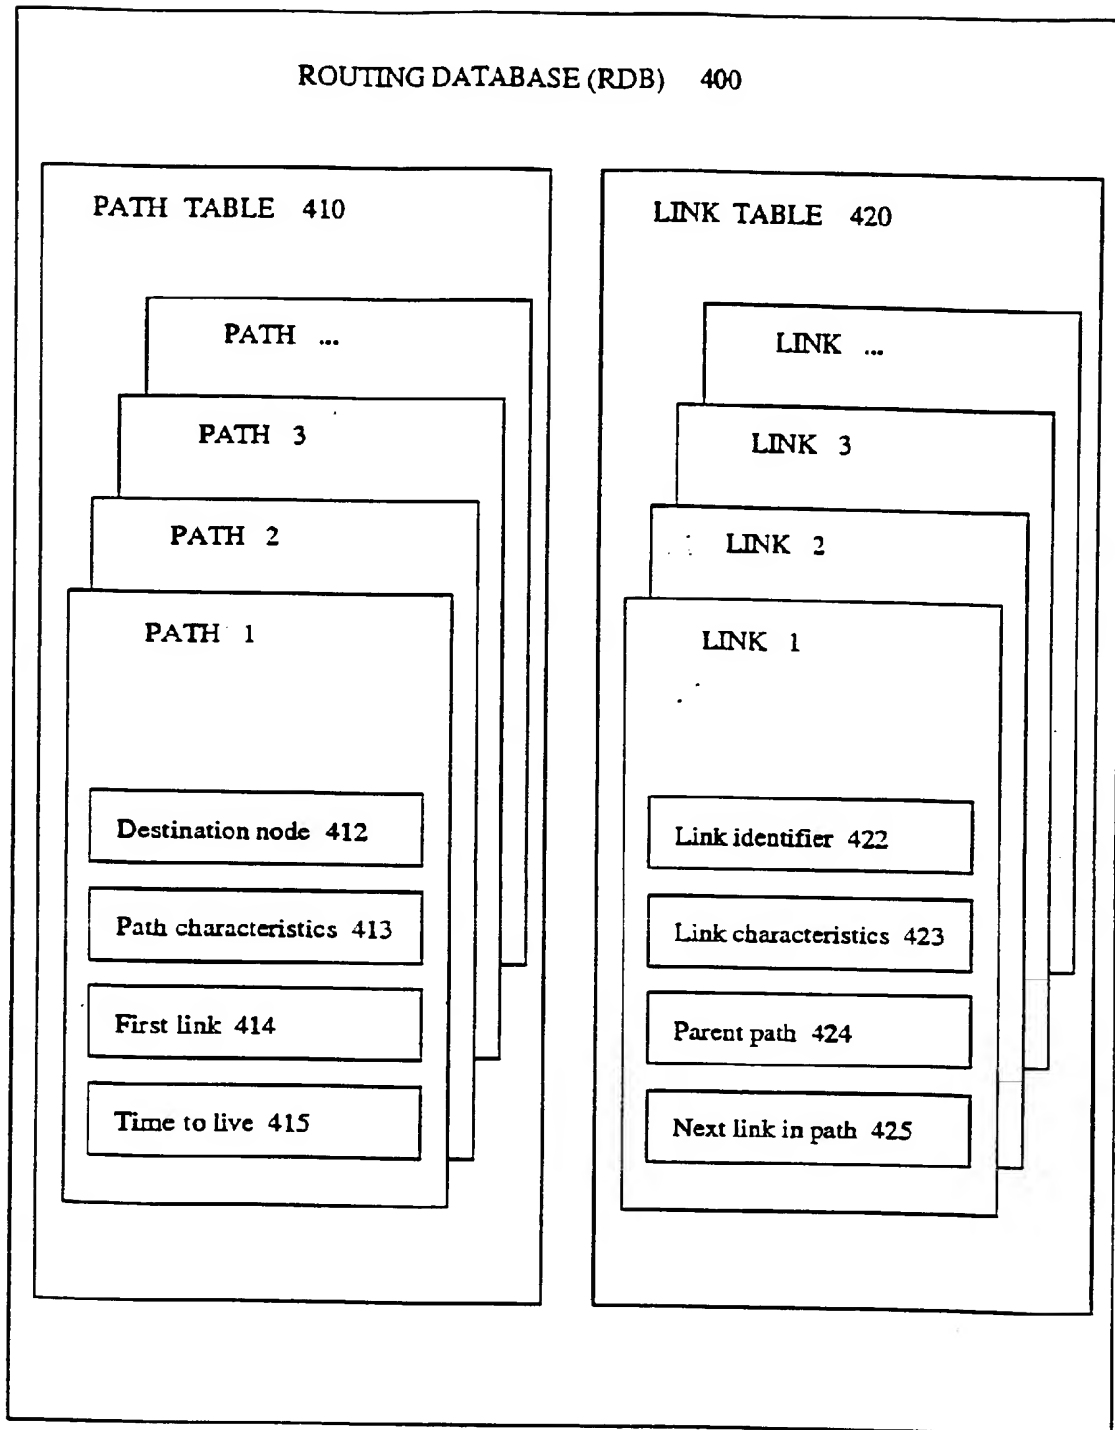 ROUTING DATABASE (RDB) 400
PATH TABLE 410
PATH ...
PATH 3
PATH 2
PATH 1
Destination node 412
Path characteristics 413
First link 414
Time to live 415
LINK TABLE 420
LINK ...
LINK 3
LINK 2
LINK 1
Link identifier 422
Link characteristics 423
Parent path 424
Next link in path 425